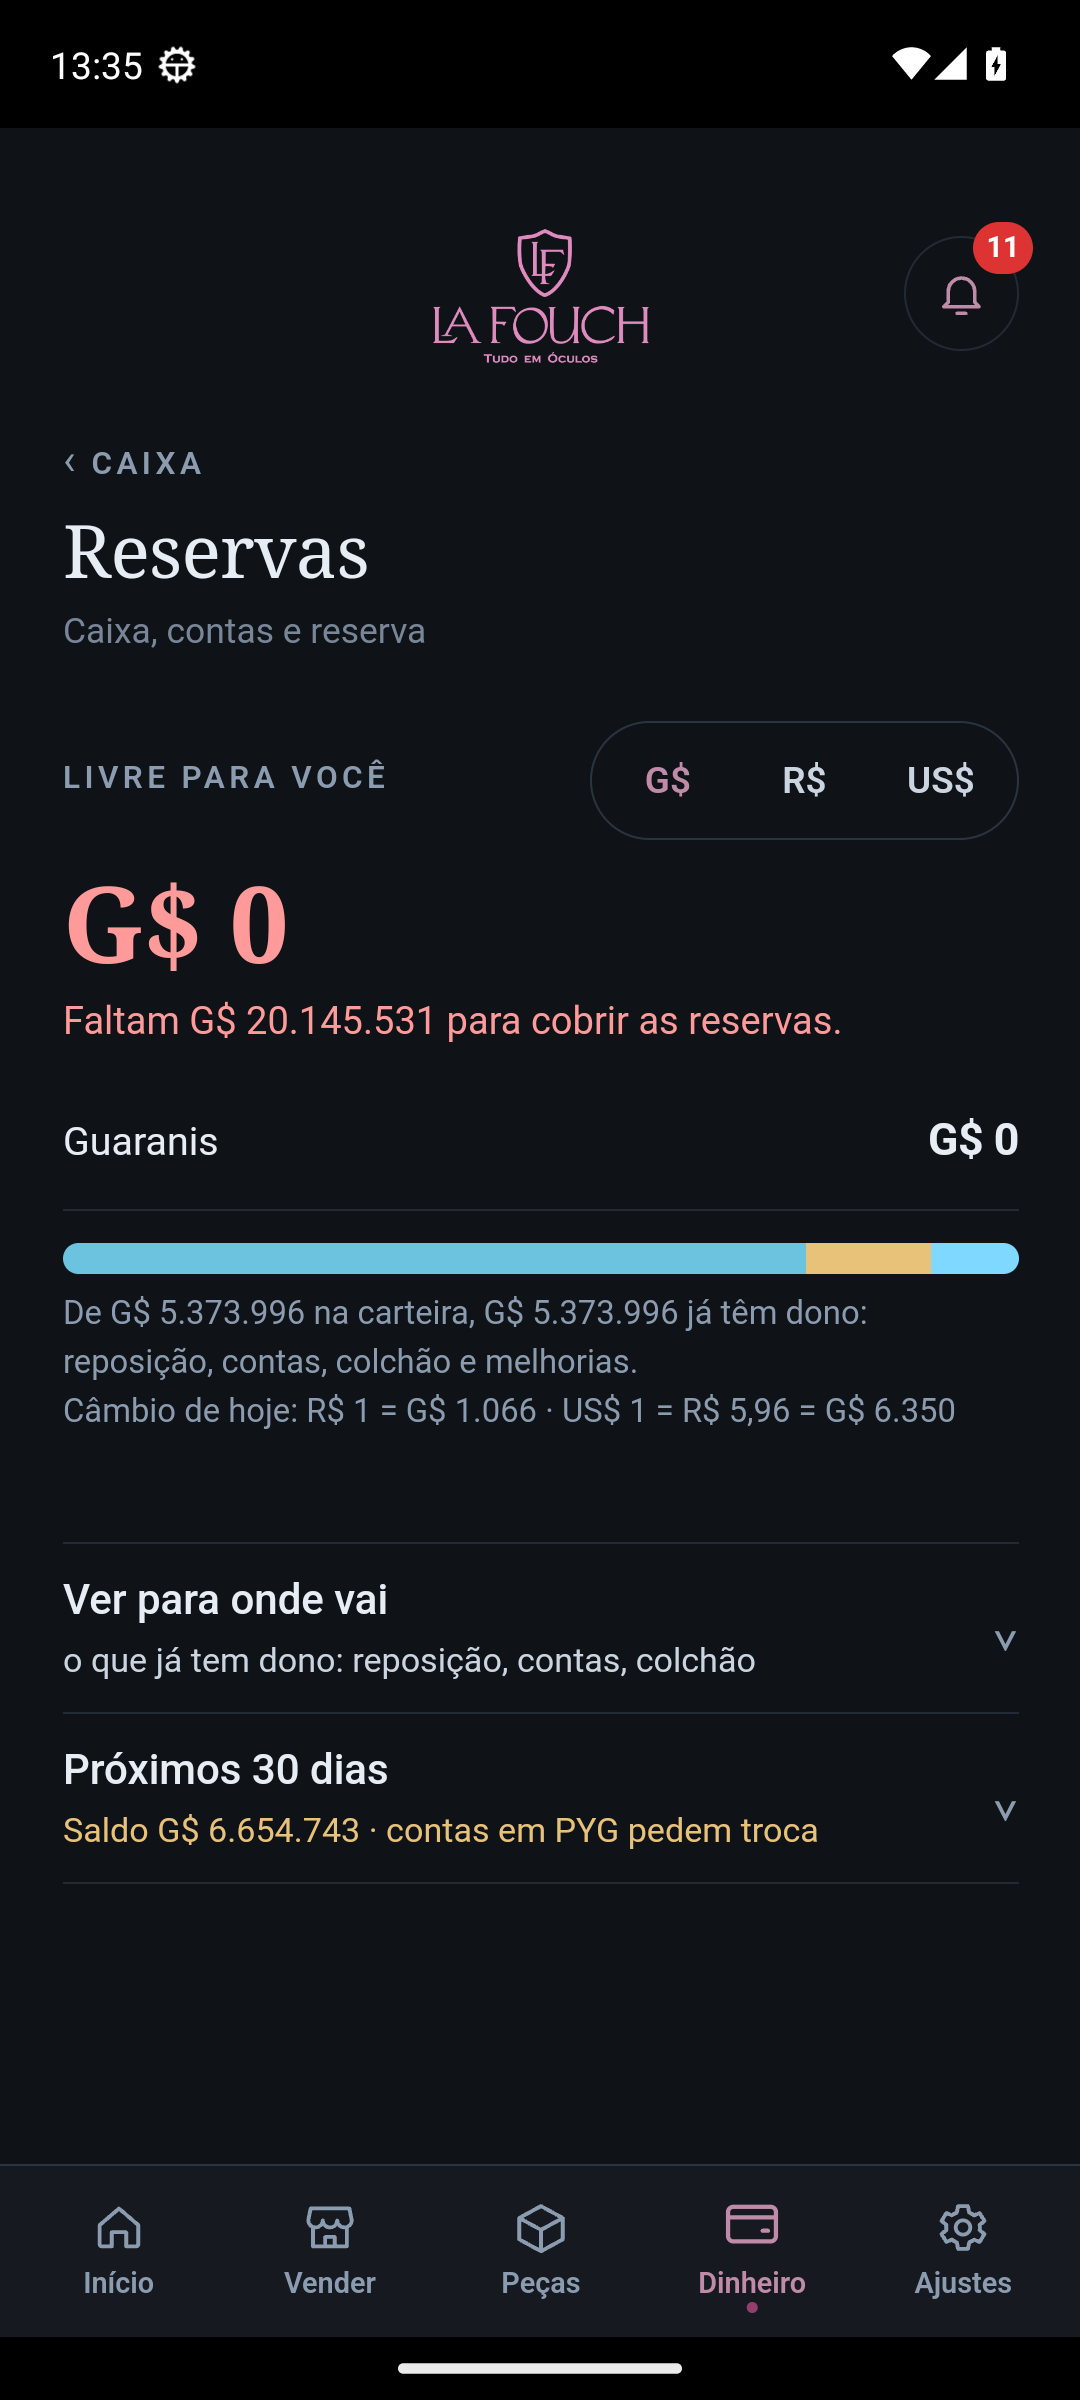 13:35
LF
LA FOUCH
TUDO EM ÓCULOS
11
‹ CAIXA
Reservas
Caixa, contas e reserva
LIVRE PARA VOCÊ
G$ R$ US$
G$ 0
Faltam G$ 20.145.531 para cobrir as reservas.
Guaranis G$ 0
De G$ 5.373.996 na carteira, G$ 5.373.996 já têm dono:
reposição, contas, colchão e melhorias.
Câmbio de hoje: R$ 1 = G$ 1.066 · US$ 1 = R$ 5,96 = G$ 6.350
Ver para onde vai
o que já tem dono: reposição, contas, colchão
Próximos 30 dias
Saldo G$ 6.654.743 · contas em PYG pedem troca
Início Vender Peças Dinheiro Ajustes